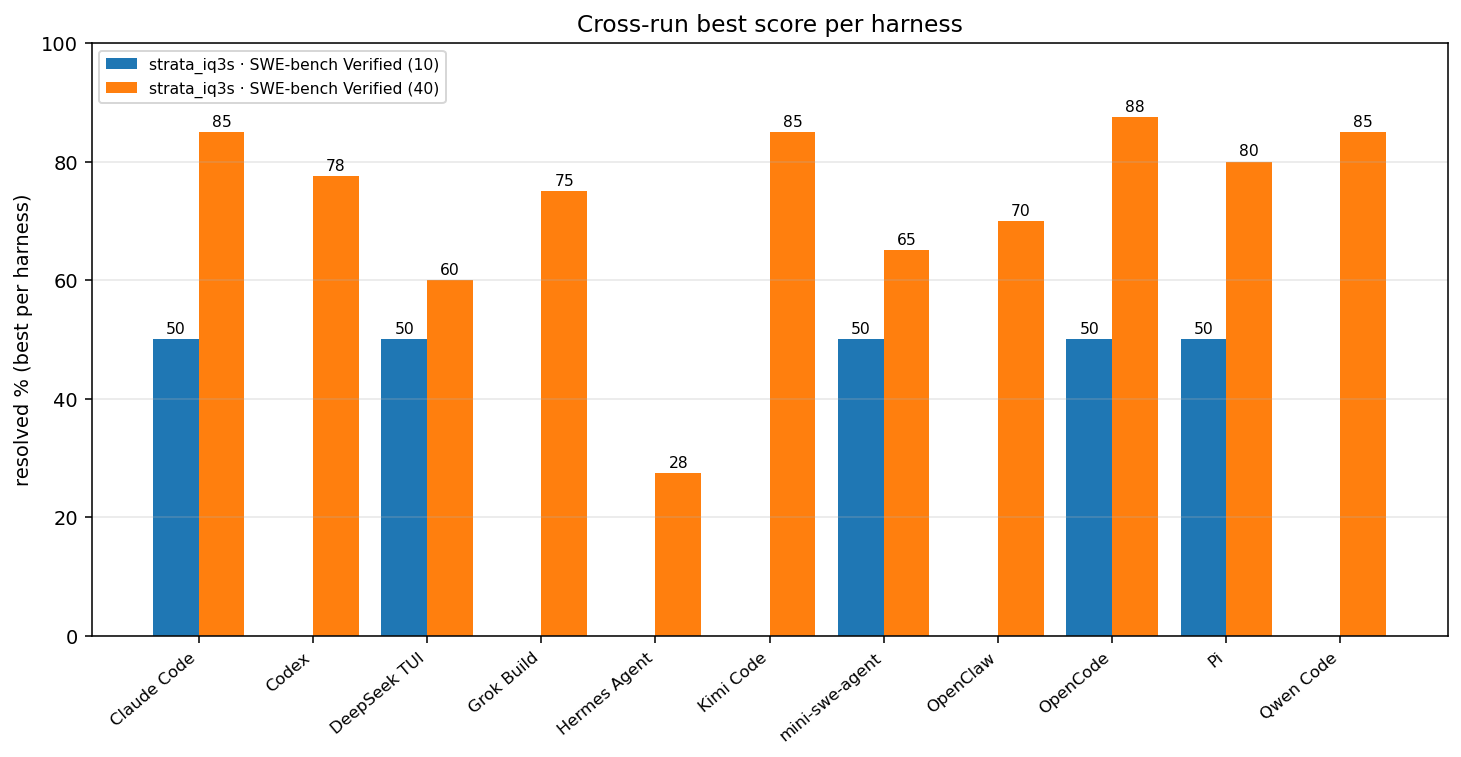 Cross-run best score per harness
strata_iq3s · SWE-bench Verified (10)
strata_iq3s · SWE-bench Verified (40)
resolved % (best per harness)
100
80
60
40
20
0
50
85
78
50
60
75
28
85
50
65
70
50
88
50
80
85
Claude Code
Codex
DeepSeek TUI
Grok Build
Hermes Agent
Kimi Code
mini-swe-agent
OpenClaw
OpenCode
Pi
Qwen Code